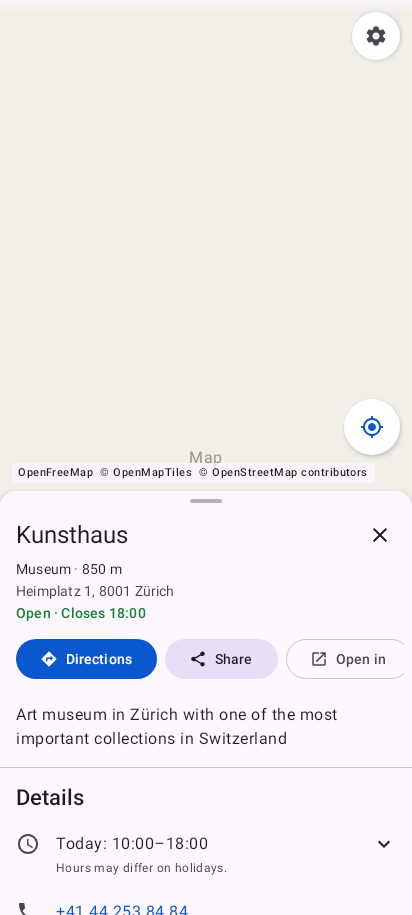 Map
OpenFreeMap © OpenMapTiles © OpenStreetMap contributors
Kunsthaus
Museum · 850 m
Heimplatz 1, 8001 Zürich
Open · Closes 18:00
Directions
Share
Open in
Art museum in Zürich with one of the most
important collections in Switzerland
Details
Today: 10:00–18:00
Hours may differ on holidays.
+41 44 253 84 84